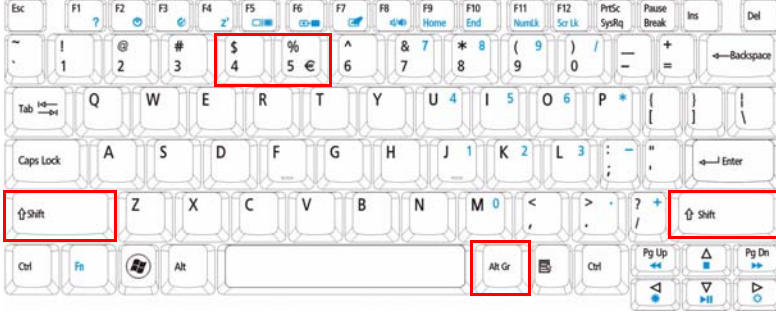 Esc F1 F2 F3 F4 F5 F6 F7 F8 F9 F10 F11 F12 PrtSc Pause Ins Del
? z² Home End NumLk Scr Lk SysRq Break
~ ! @ # $ % ^ & 7 * 8 ( 9 ) / _ + Backspace
` 1 2 3 4 5 € 6 7 8 9 0 - =
Tab Q W E R T Y U 4 I 5 O 6 P * { } |
[ ] \
Caps Lock A S D F G H J 1 K 2 L 3 : - " Enter
; '
Shift Z X C V B N M 0 < > . ? + Shift
, . /
Ctrl Fn Alt Alt Gr Ctrl Pg Up Pg Dn